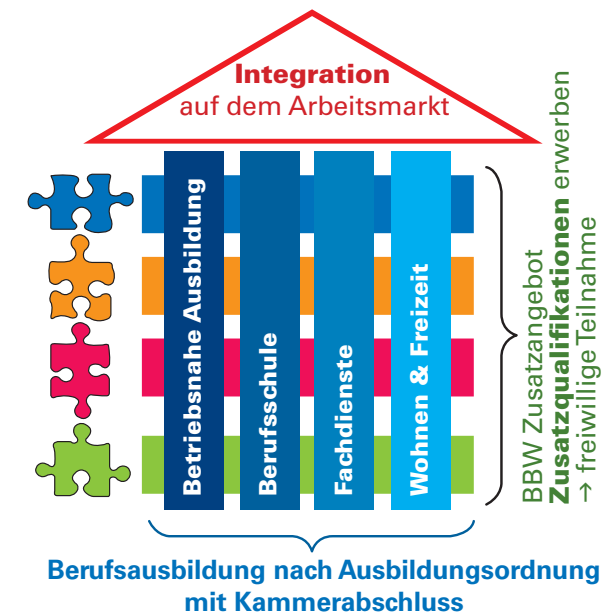 Integration
auf dem Arbeitsmarkt
Betriebsnahe Ausbildung
Berufsschule
Fachdienste
Wohnen & Freizeit
BBW Zusatzangebot
Zusatzqualifikationen erwerben
→ freiwillige Teilnahme
Berufsausbildung nach Ausbildungsordnung
mit Kammerabschluss